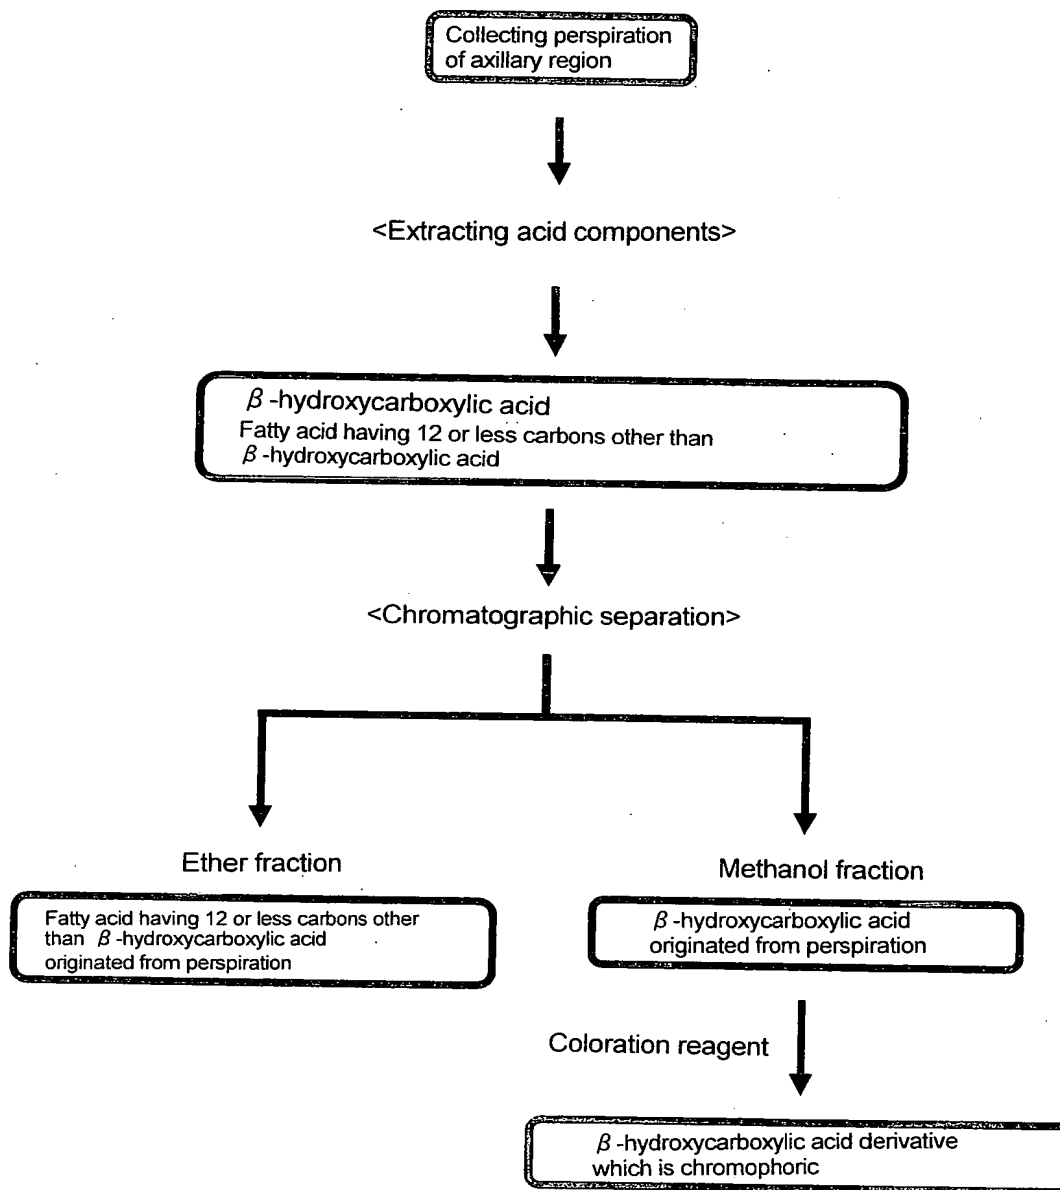 Collecting perspiration
of axillary region
<Extracting acid components>
β-hydroxycarboxylic acid
Fatty acid having 12 or less carbons other than
β-hydroxycarboxylic acid
<Chromatographic separation>
Ether fraction
Fatty acid having 12 or less carbons other
than β-hydroxycarboxylic acid
originated from perspiration
Methanol fraction
β-hydroxycarboxylic acid
originated from perspiration
Coloration reagent
β-hydroxycarboxylic acid derivative
which is chromophoric